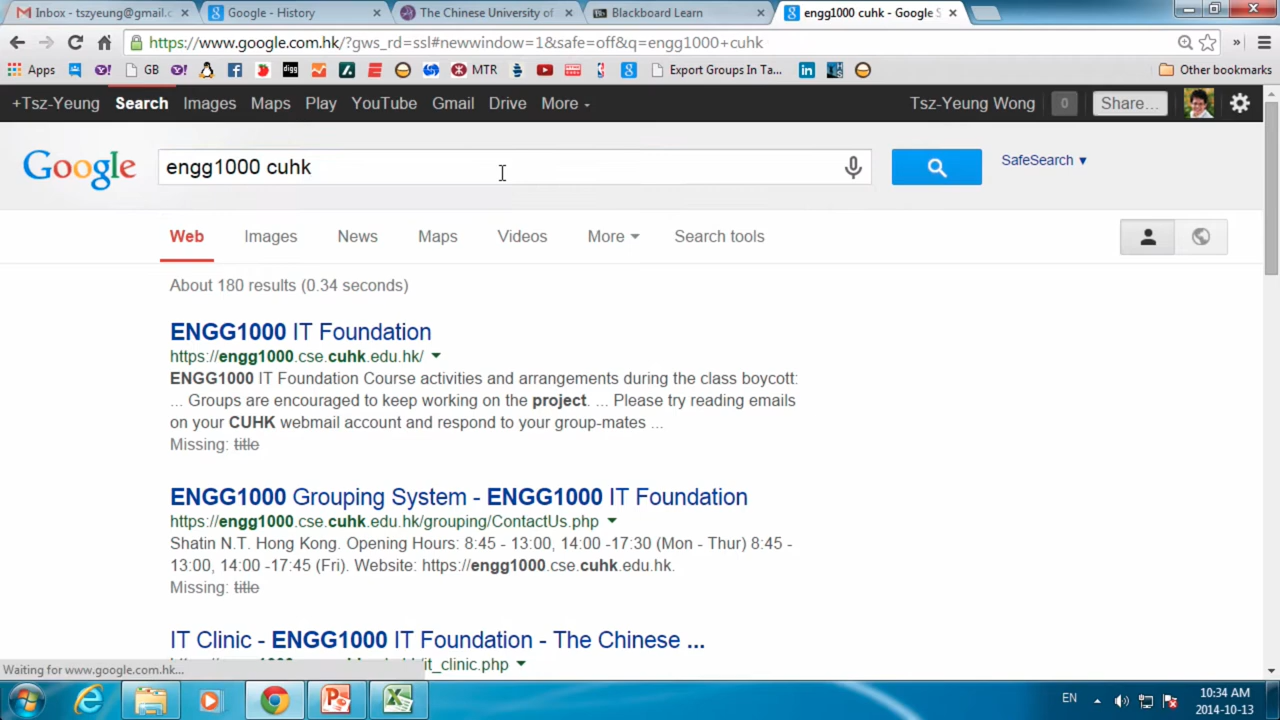 Inbox - tszyeung@gmail.c
Google - History
The Chinese University of
Blackboard Learn
engg1000 cuhk - Google S
https://www.google.com.hk/?gws_rd=ssl#newwindow=1&safe=off&q=engg1000+cuhk
Apps
GB
digg
MTR
Export Groups In Ta...
Other bookmarks
+Tsz-Yeung Search Images Maps Play YouTube Gmail Drive More
Tsz-Yeung Wong 0 Share...
Google
engg1000 cuhk
SafeSearch ▼
Web Images News Maps Videos More Search tools
About 180 results (0.34 seconds)
ENGG1000 IT Foundation
https://engg1000.cse.cuhk.edu.hk/
ENGG1000 IT Foundation Course activities and arrangements during the class boycott:
... Groups are encouraged to keep working on the project. ... Please try reading emails
on your CUHK webmail account and respond to your group-mates ...
Missing: title
ENGG1000 Grouping System - ENGG1000 IT Foundation
https://engg1000.cse.cuhk.edu.hk/grouping/ContactUs.php
Shatin N.T. Hong Kong. Opening Hours: 8:45 - 13:00, 14:00 -17:30 (Mon - Thur) 8:45 -
13:00, 14:00 -17:45 (Fri). Website: https://engg1000.cse.cuhk.edu.hk.
Missing: title
IT Clinic - ENGG1000 IT Foundation - The Chinese ...
it_clinic.php
Waiting for www.google.com.hk...
EN
10:34 AM
2014-10-13